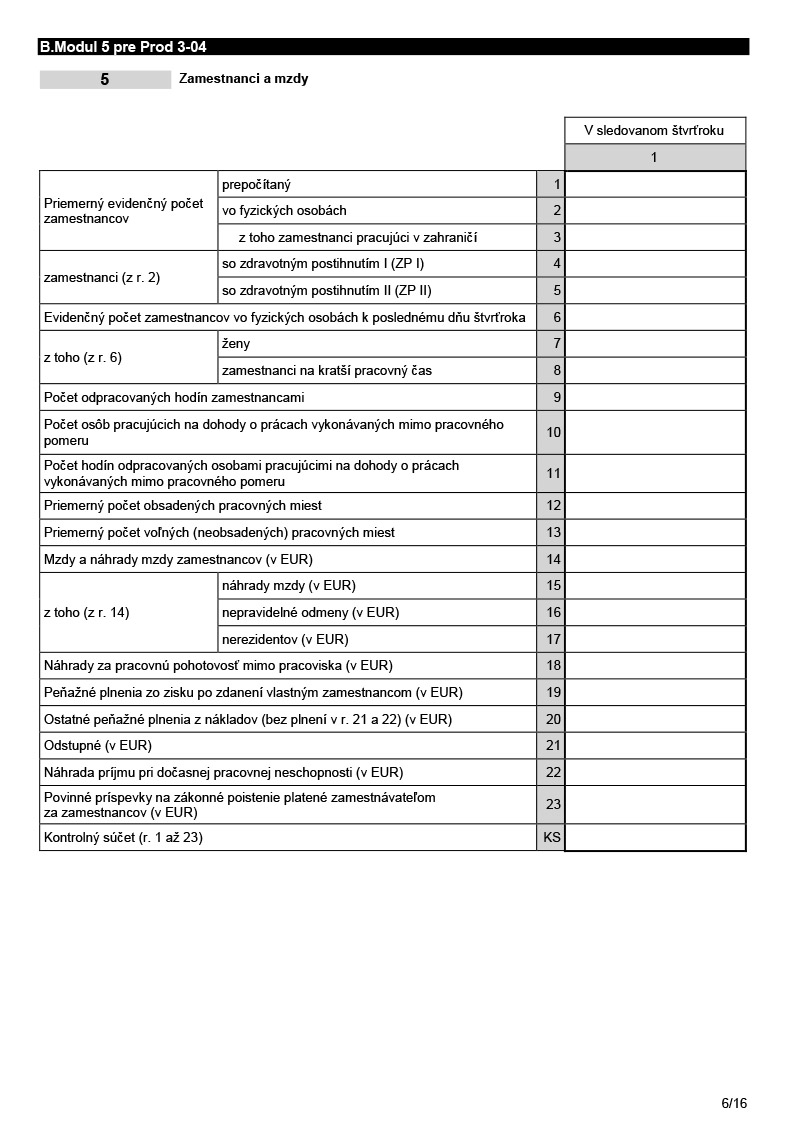 B.Modul 5 pre Prod 3-04
5 Zamestnanci a mzdy
V sledovanom štvrťroku
1
Priemerný evidenčný počet
zamestnancov
prepočítaný 1
vo fyzických osobách 2
z toho zamestnanci pracujúci v zahraničí 3
zamestnanci (z r. 2)
so zdravotným postihnutím I (ZP I) 4
so zdravotným postihnutím II (ZP II) 5
Evidenčný počet zamestnancov vo fyzických osobách k poslednému dňu štvrťroka 6
z toho (z r. 6)
ženy 7
zamestnanci na kratší pracovný čas 8
Počet odpracovaných hodín zamestnancami 9
Počet osôb pracujúcich na dohody o prácach vykonávaných mimo pracovného
pomeru 10
Počet hodín odpracovaných osobami pracujúcimi na dohody o prácach
vykonávaných mimo pracovného pomeru 11
Priemerný počet obsadených pracovných miest 12
Priemerný počet voľných (neobsadených) pracovných miest 13
Mzdy a náhrady mzdy zamestnancov (v EUR) 14
z toho (z r. 14)
náhrady mzdy (v EUR) 15
nepravidelné odmeny (v EUR) 16
nerezidentov (v EUR) 17
Náhrady za pracovnú pohotovosť mimo pracoviska (v EUR) 18
Peňažné plnenia zo zisku po zdanení vlastným zamestnancom (v EUR) 19
Ostatné peňažné plnenia z nákladov (bez plnení v r. 21 a 22) (v EUR) 20
Odstupné (v EUR) 21
Náhrada príjmu pri dočasnej pracovnej neschopnosti (v EUR) 22
Povinné príspevky na zákonné poistenie platené zamestnávateľom
za zamestnancov (v EUR) 23
Kontrolný súčet (r. 1 až 23) KS
6/16